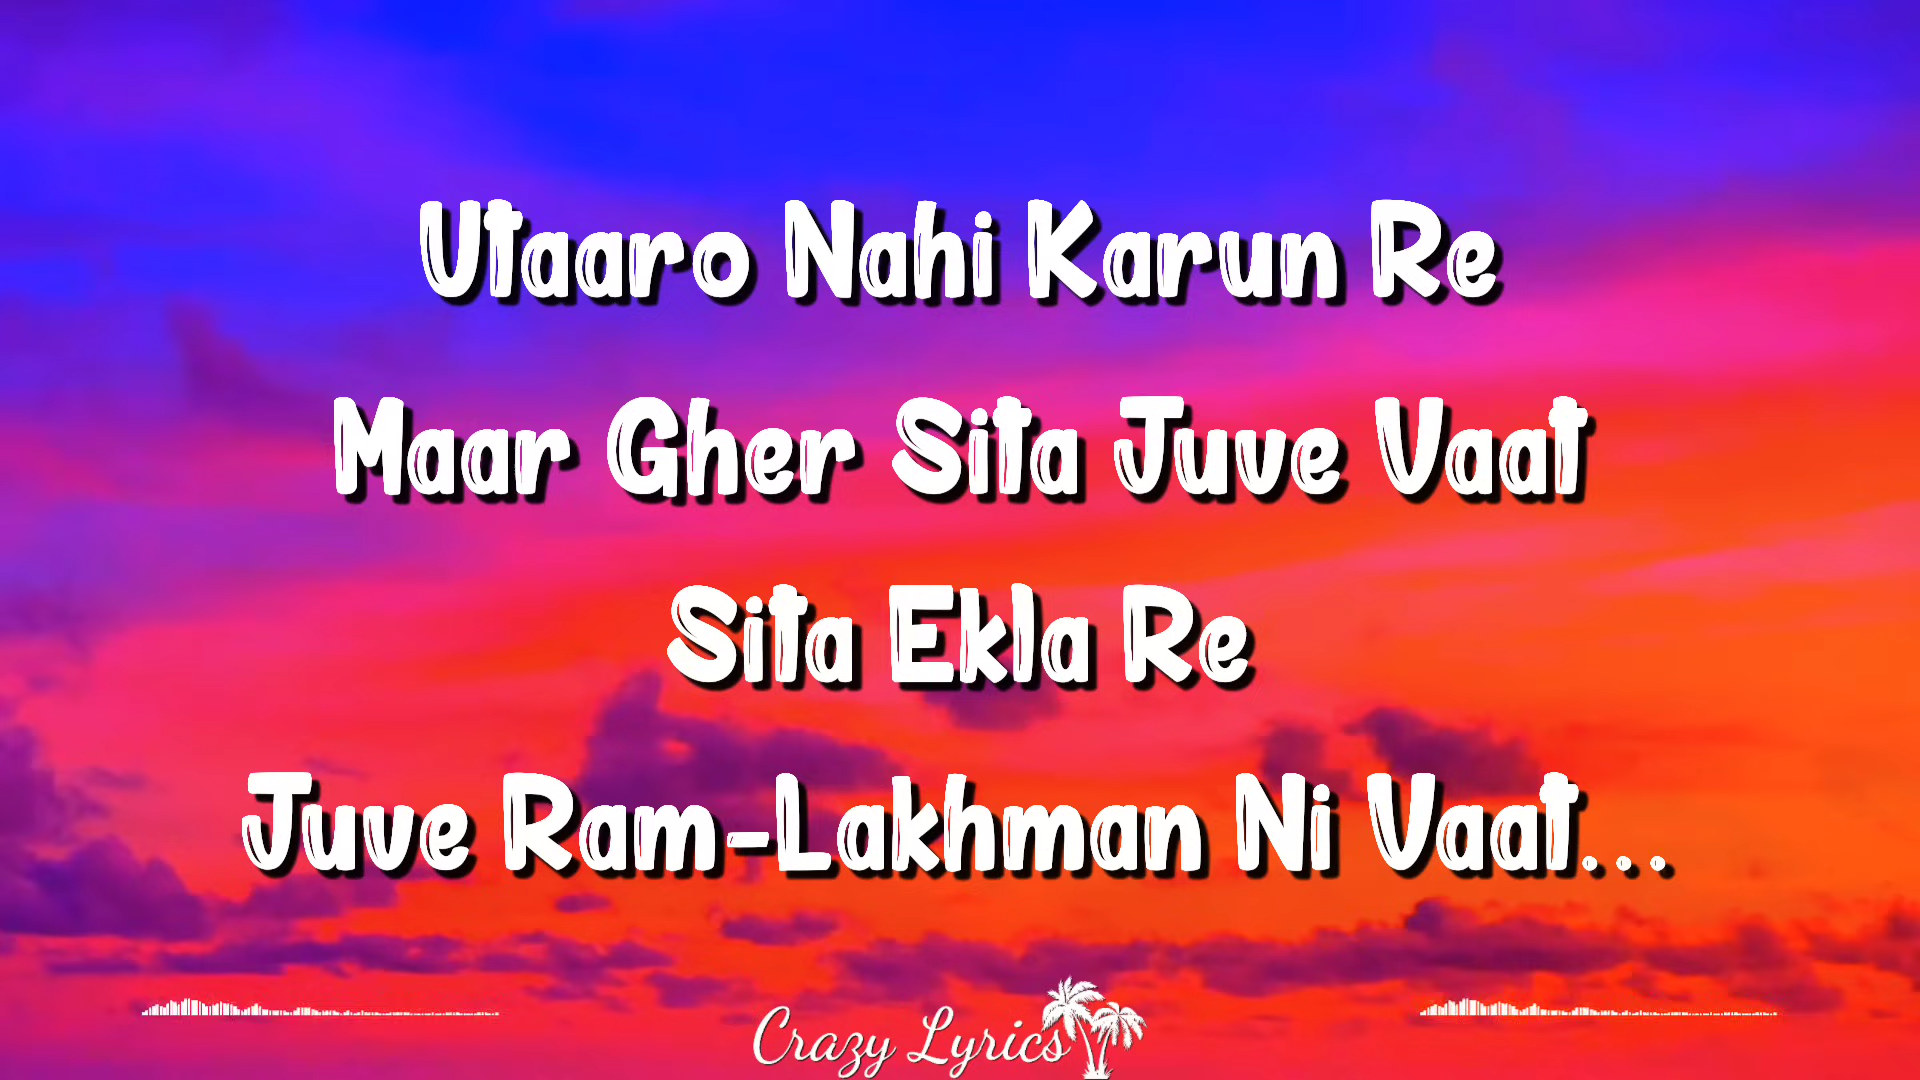 Utaaro Nahi Karun Re
Maar Gher Sita Juve Vaat
Sita Ekla Re
Juve Ram-Lakhman Ni Vaat...
Crazy Lyrics